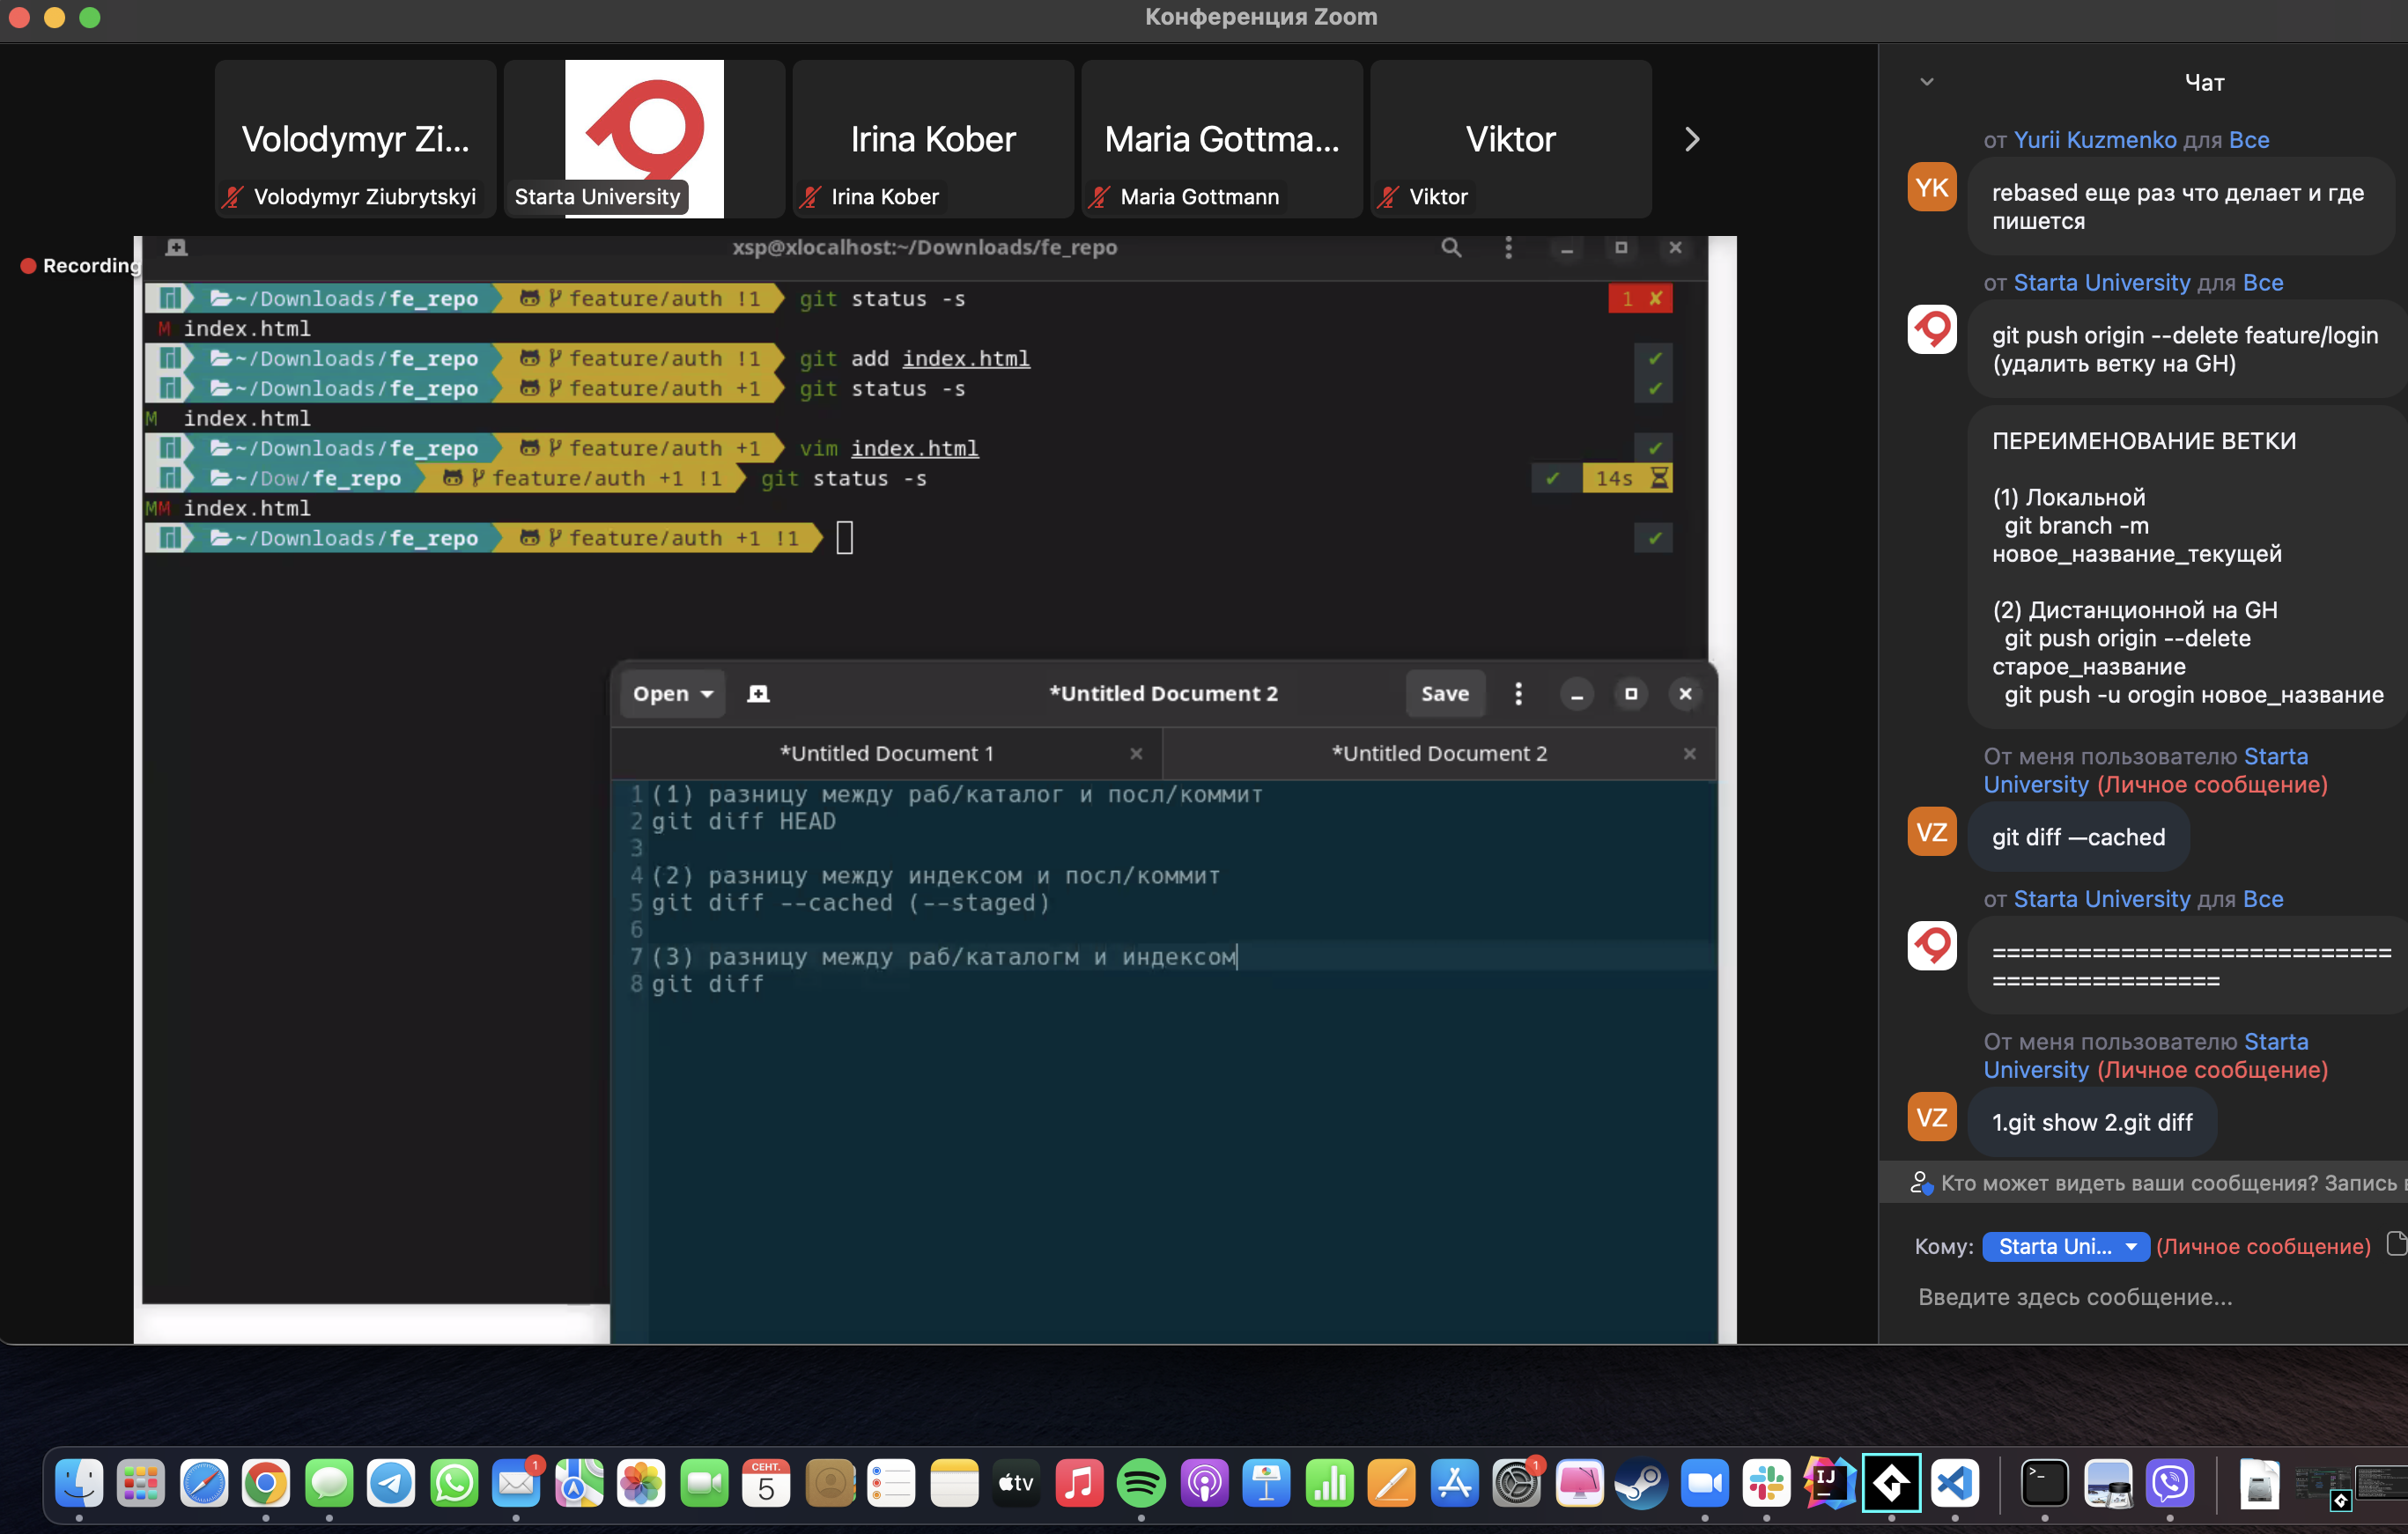 Конференция Zoom
Volodymyr Zi...
Volodymyr Ziubrytskyi
Starta University
Irina Kober
Irina Kober
Maria Gottma...
Maria Gottmann
Viktor
Viktor
Recording
xsp@xlocalhost:~/Downloads/fe_repo
~/Downloads/fe_repo feature/auth !1 git status -s 1 ✘
M index.html
~/Downloads/fe_repo feature/auth !1 git add index.html ✔
~/Downloads/fe_repo feature/auth +1 git status -s ✔
M index.html
~/Downloads/fe_repo feature/auth +1 vim index.html ✔
~/Dow/fe_repo feature/auth +1 !1 git status -s ✔ 14s
MM index.html
~/Downloads/fe_repo feature/auth +1 !1 ✔
Open *Untitled Document 2 Save
*Untitled Document 1 *Untitled Document 2
1 (1) разницу между раб/каталог и посл/коммит
2 git diff HEAD
3
4 (2) разницу между индексом и посл/коммит
5 git diff --cached (--staged)
6
7 (3) разницу между раб/каталогм и индексом
8 git diff
Чат
от Yurii Kuzmenko для Все
YK
rebased еще раз что делает и где
пишется
от Starta University для Все
git push origin --delete feature/login
(удалить ветку на GH)
ПЕРЕИМЕНОВАНИЕ ВЕТКИ
(1) Локальной
git branch -m
новое_название_текущей
(2) Дистанционной на GH
git push origin --delete
старое_название
git push -u orogin новое_название
От меня пользователю Starta
University (Личное сообщение)
VZ
git diff —cached
от Starta University для Все
============================
================
От меня пользователю Starta
University (Личное сообщение)
VZ
1.git show 2.git diff
Кто может видеть ваши сообщения? Запись в
Кому: Starta Uni... (Личное сообщение)
Введите здесь сообщение...
1
СЕНТ.
5
tv
1
IJ
>_